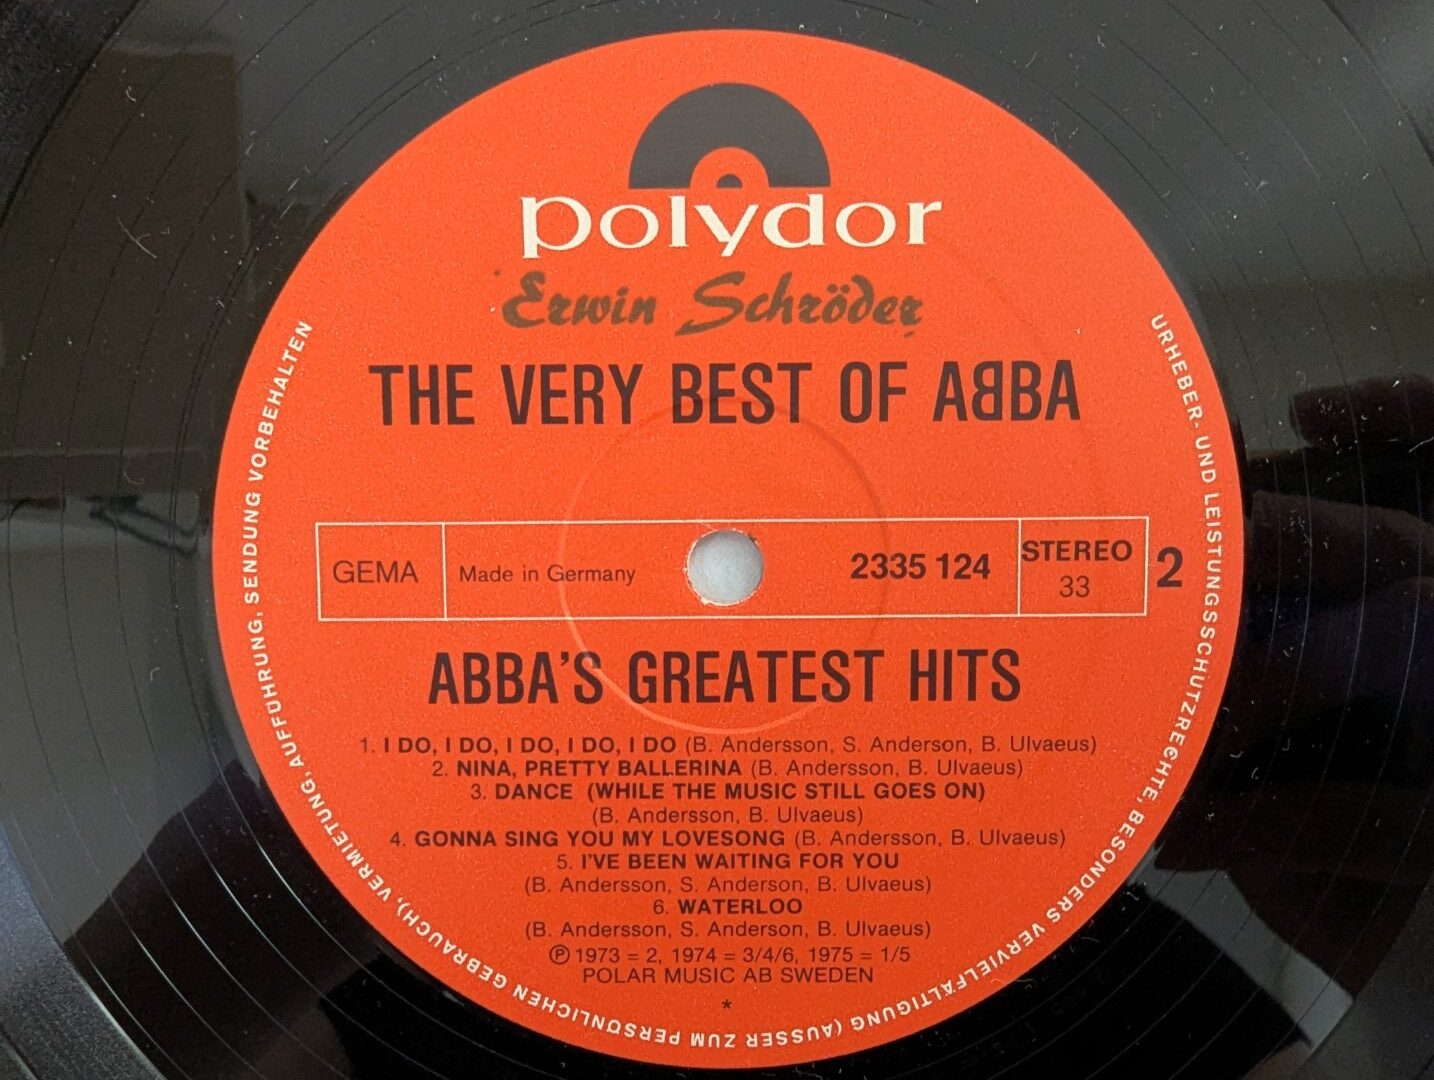 polydor
Erwin Schröder
THE VERY BEST OF ABBA
GEMA
Made in Germany
2335 124
STEREO
33
2
ABBA'S GREATEST HITS
1. I DO, I DO, I DO, I DO, I DO (B. Andersson, S. Anderson, B. Ulvaeus)
2. NINA, PRETTY BALLERINA (B. Andersson, B. Ulvaeus)
3. DANCE (WHILE THE MUSIC STILL GOES ON)
(B. Andersson, B. Ulvaeus)
4. GONNA SING YOU MY LOVESONG (B. Andersson, B. Ulvaeus)
5. I'VE BEEN WAITING FOR YOU
(B. Andersson, S. Anderson, B. Ulvaeus)
6. WATERLOO
(B. Andersson, S. Anderson, B. Ulvaeus)
℗ 1973 = 2, 1974 = 3/4/6, 1975 = 1/5
POLAR MUSIC AB SWEDEN
*
URHEBER- UND LEISTUNGSSCHUTZRECHTE, BESONDERS VERVIELFÄLTIGUNG (AUSSER ZUM PERSÖNLICHEN GEBRAUCH), VERMIETUNG, AUFFÜHRUNG, SENDUNG VORBEHALTEN